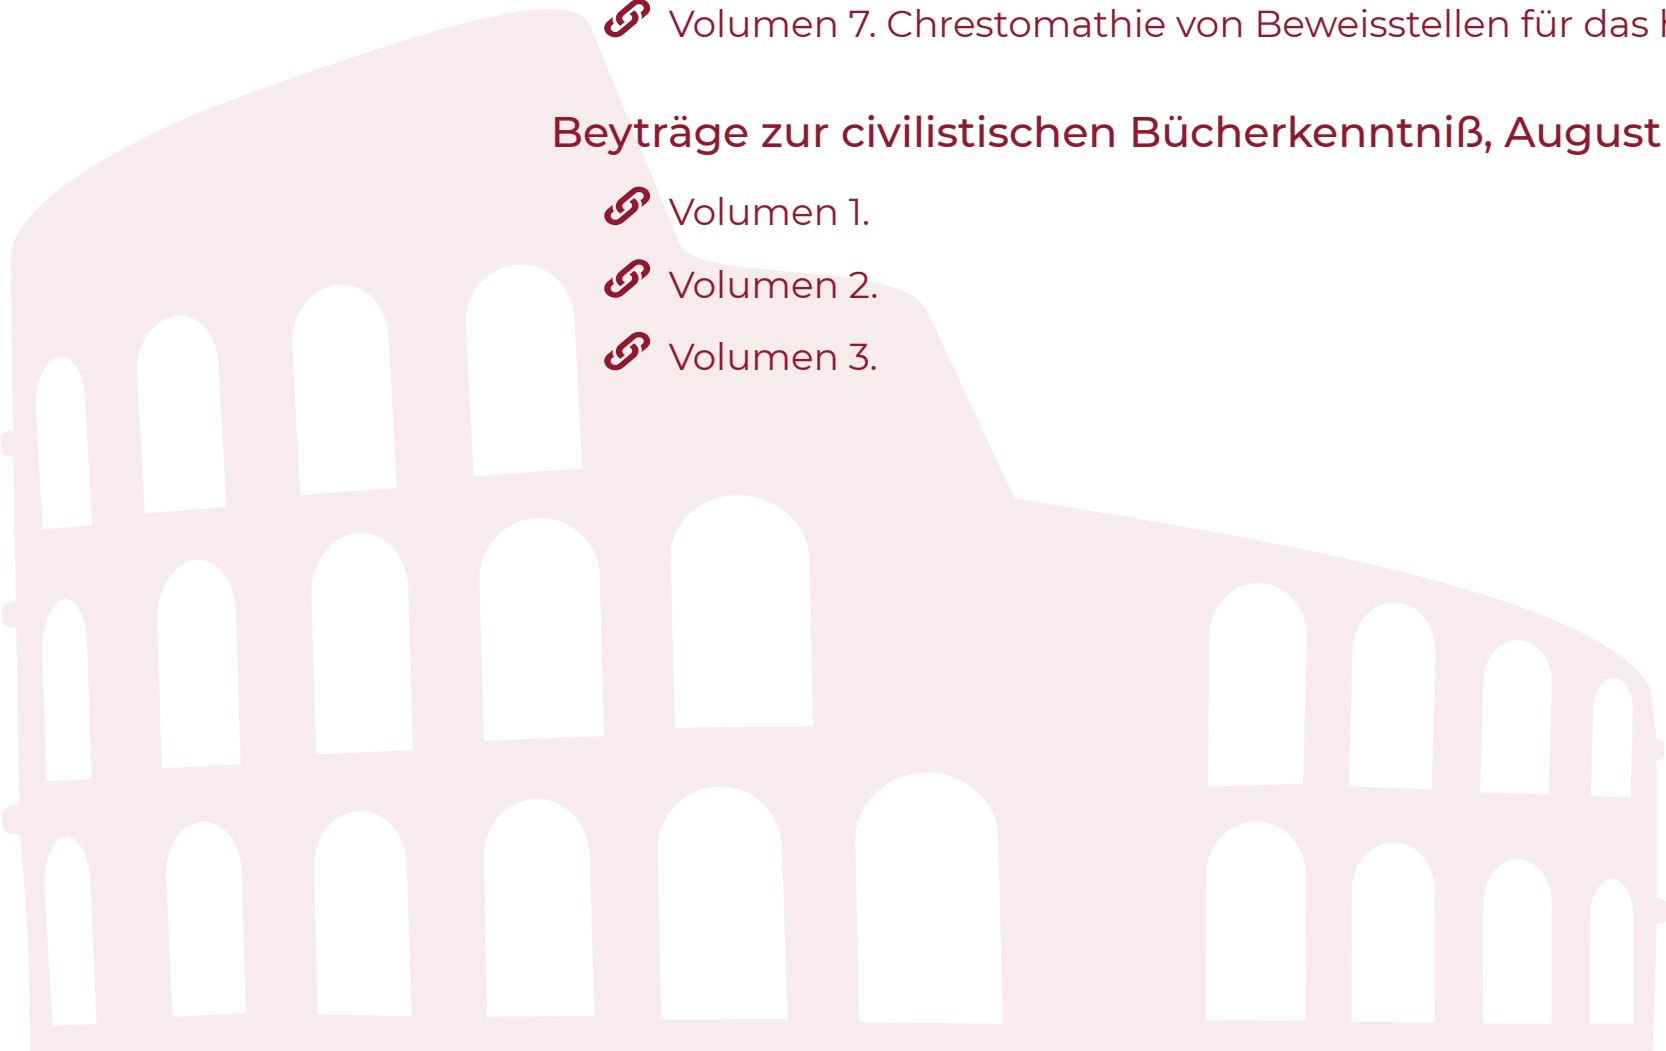 Volumen 7. Chrestomathie von Beweisstellen für das
Beyträge zur civilistischen Bücherkenntniß, August
Volumen 1.
Volumen 2.
Volumen 3.